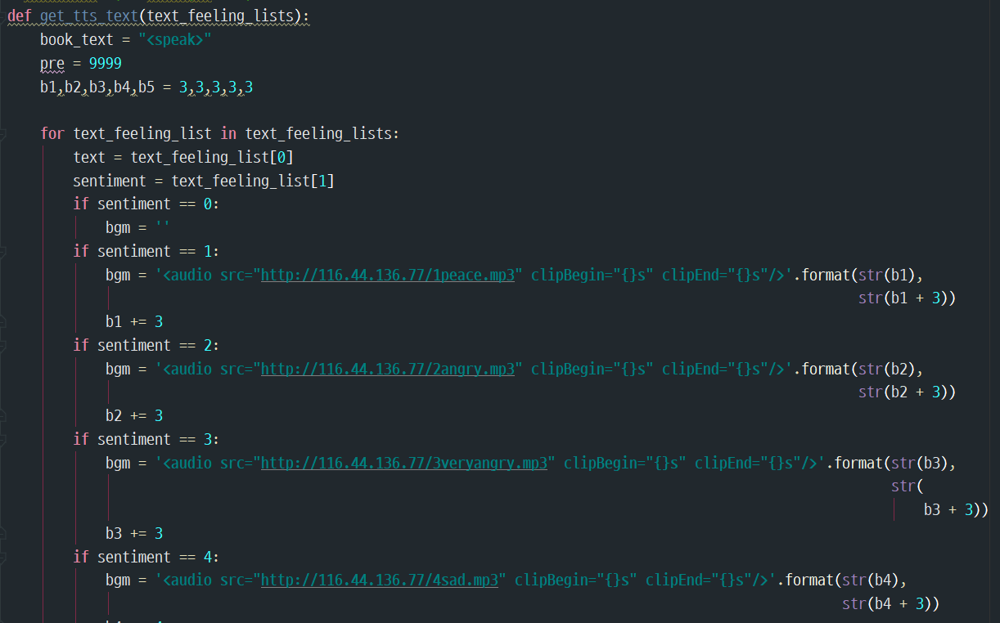 def get_tts_text(text_feeling_lists):
    book_text = "<speak>"
    pre = 9999
    b1,b2,b3,b4,b5 = 3,3,3,3,3
    for text_feeling_list in text_feeling_lists:
        text = text_feeling_list[0]
        sentiment = text_feeling_list[1]
        if sentiment == 0:
            bgm = ''
        if sentiment == 1:
            bgm = '<audio src="http://116.44.136.77/1peace.mp3" clipBegin="{}s" clipEnd="{}s"/>'.format(str(b1),
                                                                                                        str(b1 + 3))
            b1 += 3
        if sentiment == 2:
            bgm = '<audio src="http://116.44.136.77/2angry.mp3" clipBegin="{}s" clipEnd="{}s"/>'.format(str(b2),
                                                                                                        str(b2 + 3))
            b2 += 3
        if sentiment == 3:
            bgm = '<audio src="http://116.44.136.77/3veryangry.mp3" clipBegin="{}s" clipEnd="{}s"/>'.format(str(b3),
                                                                                                            str(
                                                                                                                b3 + 3))
            b3 += 3
        if sentiment == 4:
            bgm = '<audio src="http://116.44.136.77/4sad.mp3" clipBegin="{}s" clipEnd="{}s"/>'.format(str(b4),
                                                                                                      str(b4 + 3))